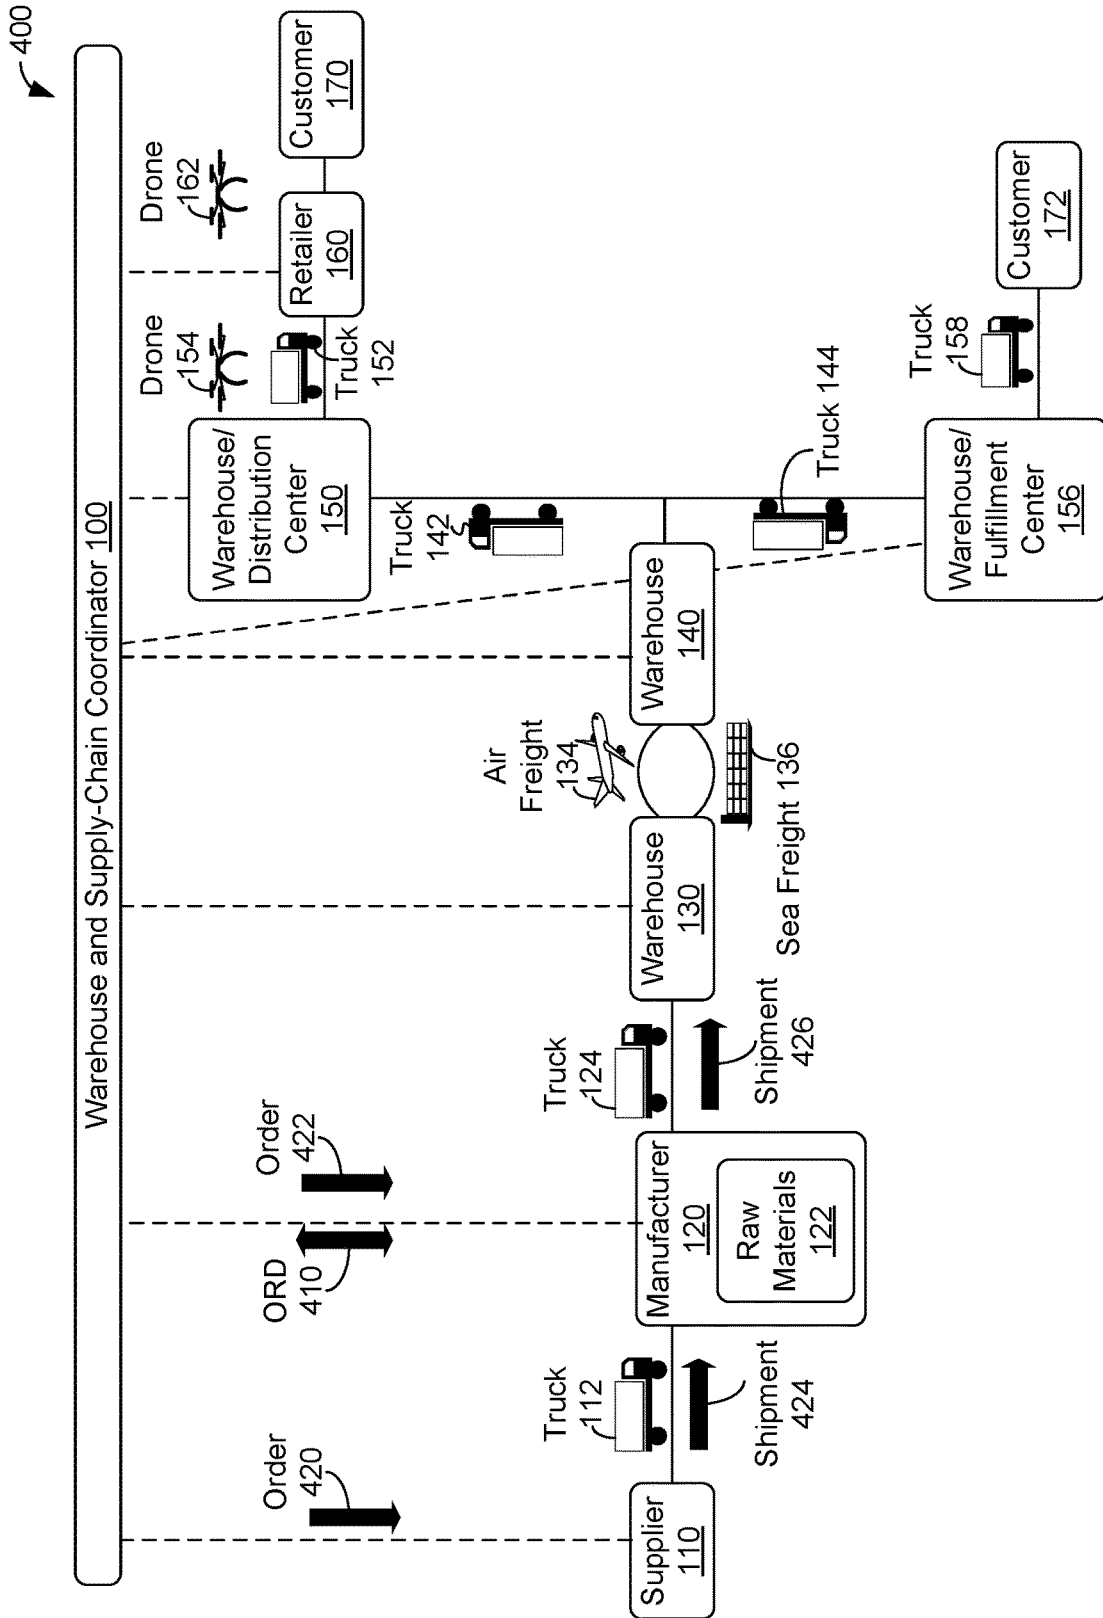 400
Warehouse and Supply-Chain Coordinator 100
Order
420
ORD
410
Order
422
Drone
154
Drone
162
Warehouse/
Distribution
Center
150
Truck
152
Retailer
160
Customer
170
Truck
142
Supplier
110
Truck
112
Shipment
424
Manufacturer
120
Raw
Materials
122
Truck
124
Shipment
426
Warehouse
130
Air
Freight
134
Sea Freight 136
Warehouse
140
Truck 144
Warehouse/
Fulfillment
Center
156
Truck
158
Customer
172